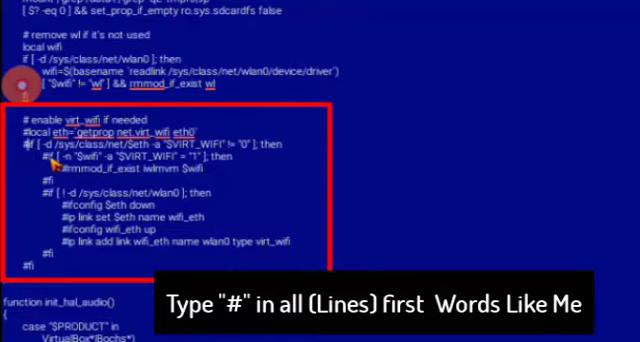 [ $? -eq 0 ] && set_prop_if_empty ro.sys.sdcardfs false
# remove wl if it's not used
local wifi
if [ -d /sys/class/net/wlan0 ]; then
wifi=$(basename `readlink /sys/class/net/wlan0/device/driver`)
[ "$wifi" != "wl" ] && rmmod_if_exist wl
# enable virt_wifi if needed
#local eth=`getprop net.virt_wifi eth0`
#if [ -d /sys/class/net/$eth -a "$VIRT_WIFI" != "0" ]; then
#if [ -n "$wifi" -a "$VIRT_WIFI" = "1" ]; then
#rmmod_if_exist iwlmvm $wifi
#fi
#if [ ! -d /sys/class/net/wlan0 ]; then
#ifconfig $eth down
#ip link set $eth name wifi_eth
#ifconfig wifi_eth up
#ip link add link wifi_eth name wlan0 type virt_wifi
#fi
#fi
function init_hal_audio()
{
case "$PRODUCT" in
VirtualBox*|Bochs*)
Type "#" in all (Lines) first Words Like Me